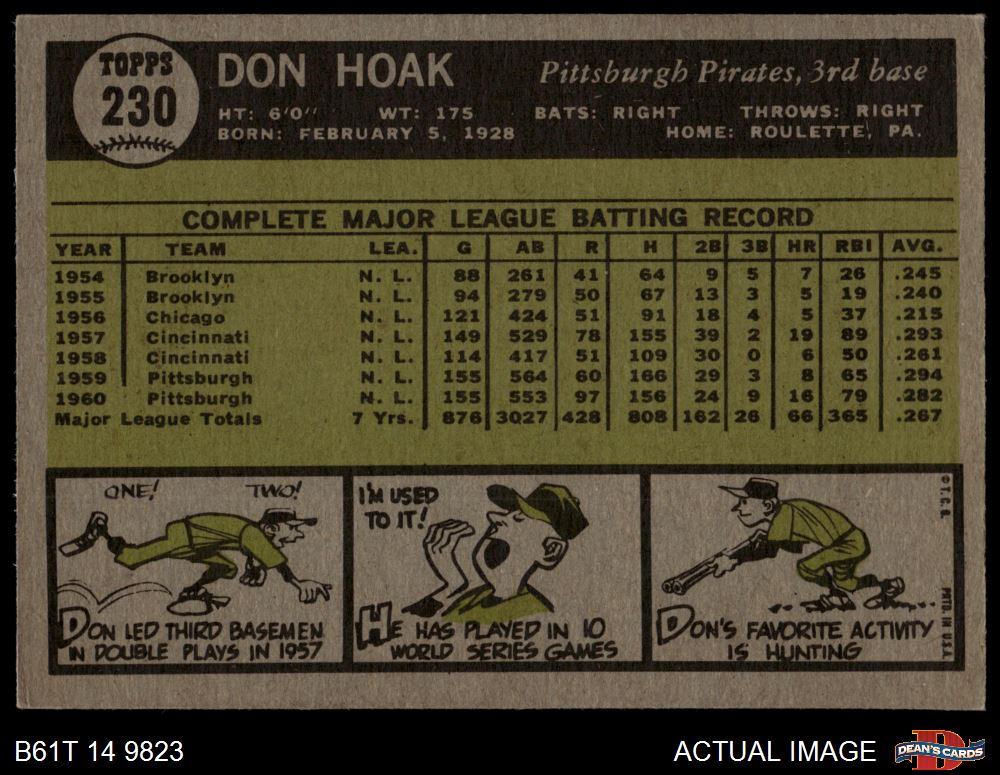 TOPPS
230
DON HOAK
Pittsburgh Pirates, 3rd base
HT: 6'0'' WT: 175 BATS: RIGHT THROWS: RIGHT
BORN: FEBRUARY 5, 1928 HOME: ROULETTE, PA.
COMPLETE MAJOR LEAGUE BATTING RECORD
YEAR TEAM LEA. G AB R H 2B 3B HR RBI AVG.
1954 Brooklyn N. L. 88 261 41 64 9 5 7 26 .245
1955 Brooklyn N. L. 94 279 50 67 13 3 5 19 .240
1956 Chicago N. L. 121 424 51 91 18 4 5 37 .215
1957 Cincinnati N. L. 149 529 78 155 39 2 19 89 .293
1958 Cincinnati N. L. 114 417 51 109 30 0 6 50 .261
1959 Pittsburgh N. L. 155 564 60 166 29 3 8 65 .294
1960 Pittsburgh N. L. 155 553 97 156 24 9 16 79 .282
Major League Totals 7 Yrs. 876 3027 428 808 162 26 66 365 .267
ONE! TWO!
DON LED THIRD BASEMEN
IN DOUBLE PLAYS IN 1957
I'M USED
TO IT!
HE HAS PLAYED IN 10
WORLD SERIES GAMES
DON'S FAVORITE ACTIVITY
IS HUNTING
© T. C. G.
PRTD. IN U.S.A.
B61T 14 9823
ACTUAL IMAGE
DEAN'S CARDS